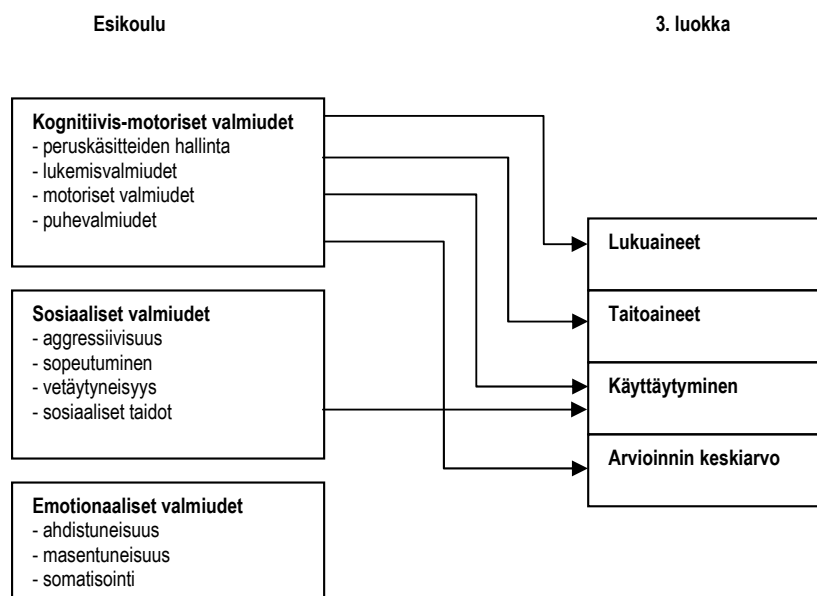 Esikoulu
3. luokka
Kognitiivis-motoriset valmiudet
- peruskäsitteiden hallinta
- lukemisvalmiudet
- motoriset valmiudet
- puhevalmiudet
Sosiaaliset valmiudet
- aggressiivisuus
- sopeutuminen
- vetäytyneisyys
- sosiaaliset taidot
Emotionaaliset valmiudet
- ahdistuneisuus
- masentuneisuus
- somatisointi
Lukuaineet
Taitoaineet
Käyttäytyminen
Arvioinnin keskiarvo